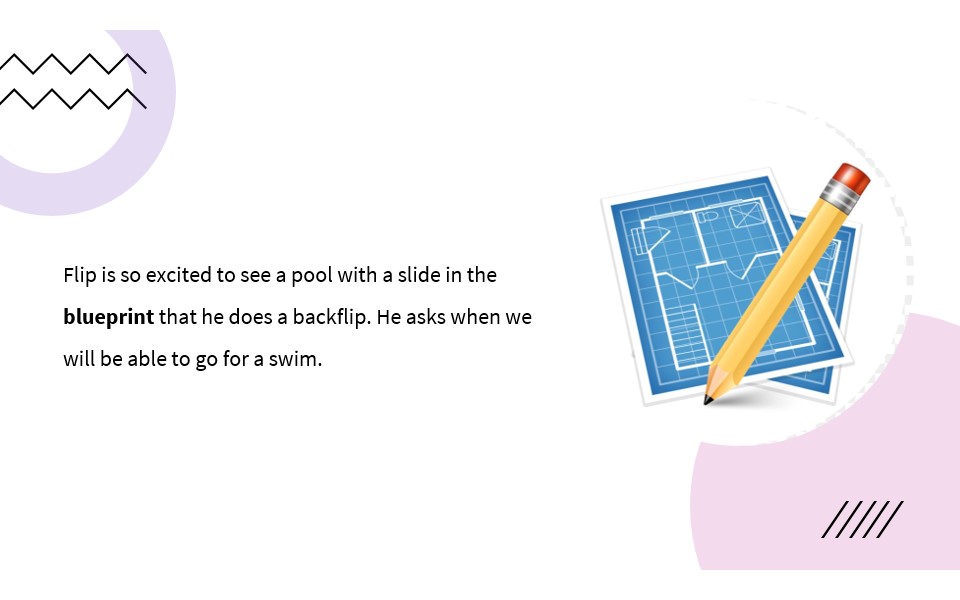 Flip is so excited to see a pool with a slide in the
blueprint that he does a backflip. He asks when we
will be able to go for a swim.